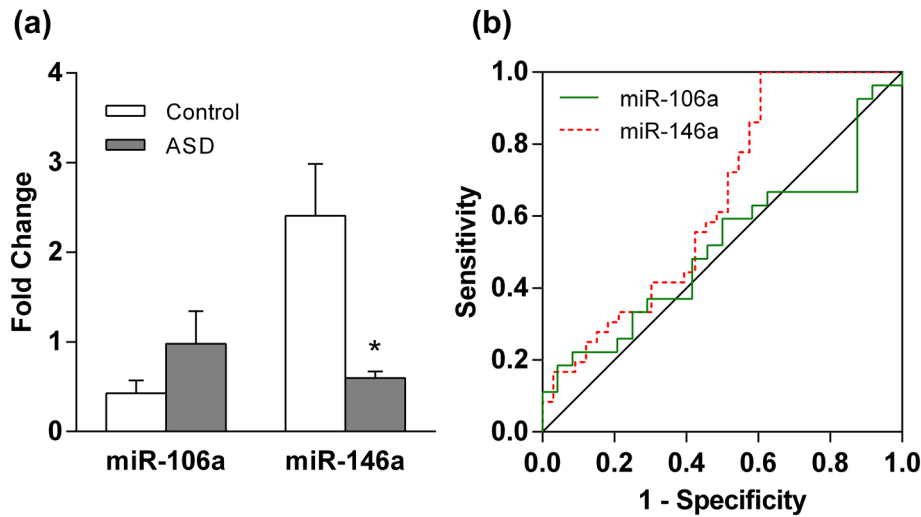 (a)
4
3
2
1
0
Fold Change
Control
ASD
*
miR-106a miR-146a
(b)
1.0
0.8
0.6
0.4
0.2
0.0
Sensitivity
miR-106a
miR-146a
0.0 0.2 0.4 0.6 0.8 1.0
1 - Specificity